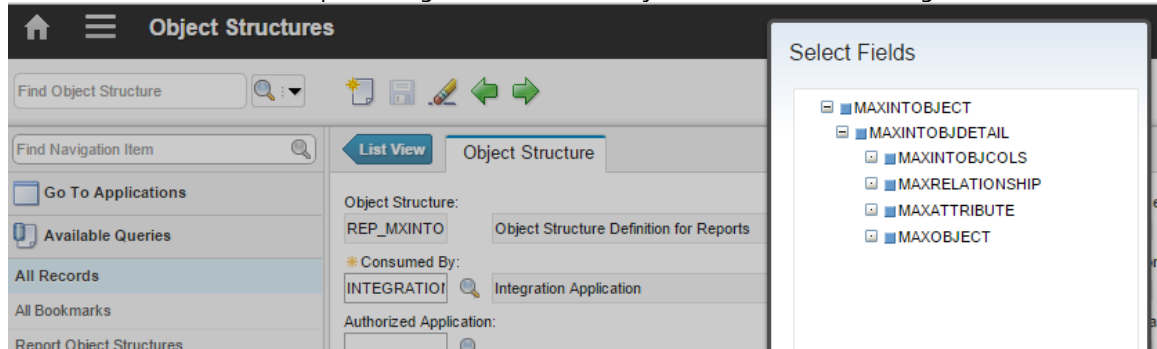 Object Structures
Find Object Structure
Find Navigation Item
Go To Applications
Available Queries
All Records
All Bookmarks
Report Object Structures
List View
Object Structure
Object Structure:
REP_MXINTO
Object Structure Definition for Reports
Consumed By:
INTEGRATION
Integration Application
Authorized Application:
Select Fields
MAXINTOBJECT
MAXINTOBJDETAIL
MAXINTOBJCOLS
MAXRELATIONSHIP
MAXATTRIBUTE
MAXOBJECT